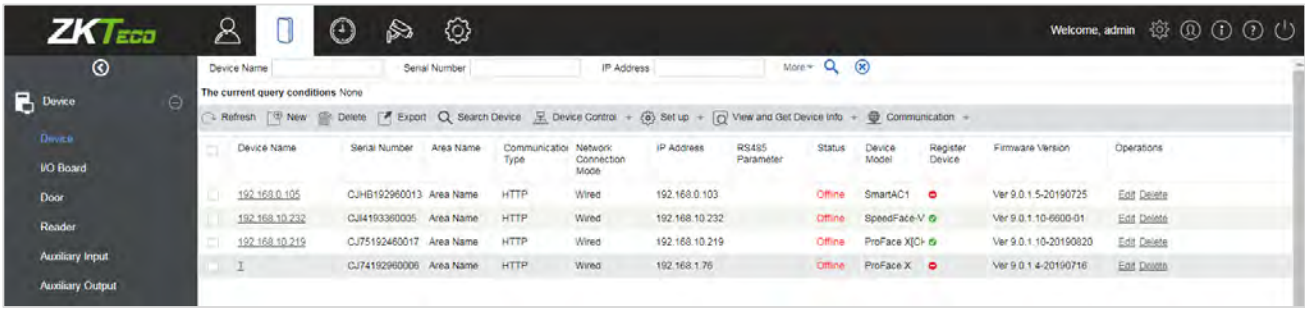 ZKTeco
Welcome, admin
Device Name Serial Number IP Address More
The current query conditions None
Refresh New Delete Export Search Device Device Control Set up View and Get Device Info Communication
Device
Device
I/O Board
Door
Reader
Auxiliary Input
Auxiliary Output
Device Name Serial Number Area Name Communication Type Network Connection Mode IP Address RS485 Parameter Status Device Model Register Device Firmware Version Operations
192.168.0.105 CJHB192960013 Area Name HTTP Wired 192.168.0.103 Offline SmartAC1 Ver 9.0.1.5-20190725 Edit Delete
192.168.10.232 CJI4193360005 Area Name HTTP Wired 192.168.10.232 Offline SpeedFace-V Ver 9.0.1.10-6600-01 Edit Delete
192.168.10.219 CJ75192460017 Area Name HTTP Wired 192.168.10.219 Offline ProFace X[CH Ver 9.0.1.10-20190820 Edit Delete
CJ74192960006 Area Name HTTP Wired 192.168.1.76 Offline ProFace X Ver 9.0.1.4-20190716 Edit Delete